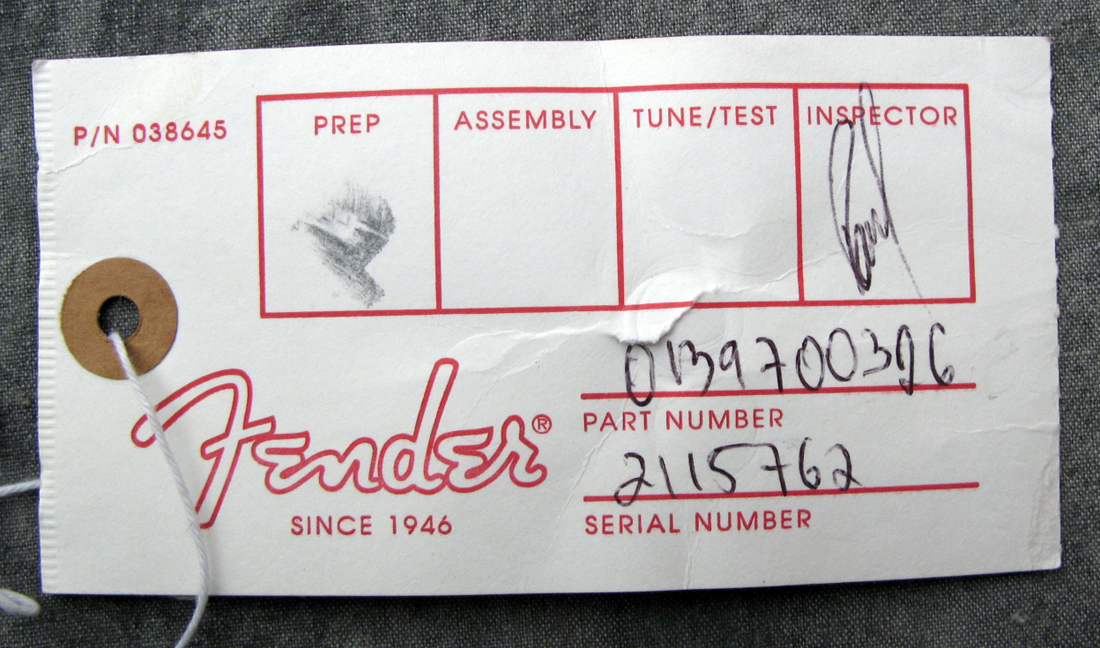 P/N 038645
PREP
ASSEMBLY
TUNE/TEST
INSPECTOR
0139700306
PART NUMBER
2115762
SERIAL NUMBER
Fender®
SINCE 1946